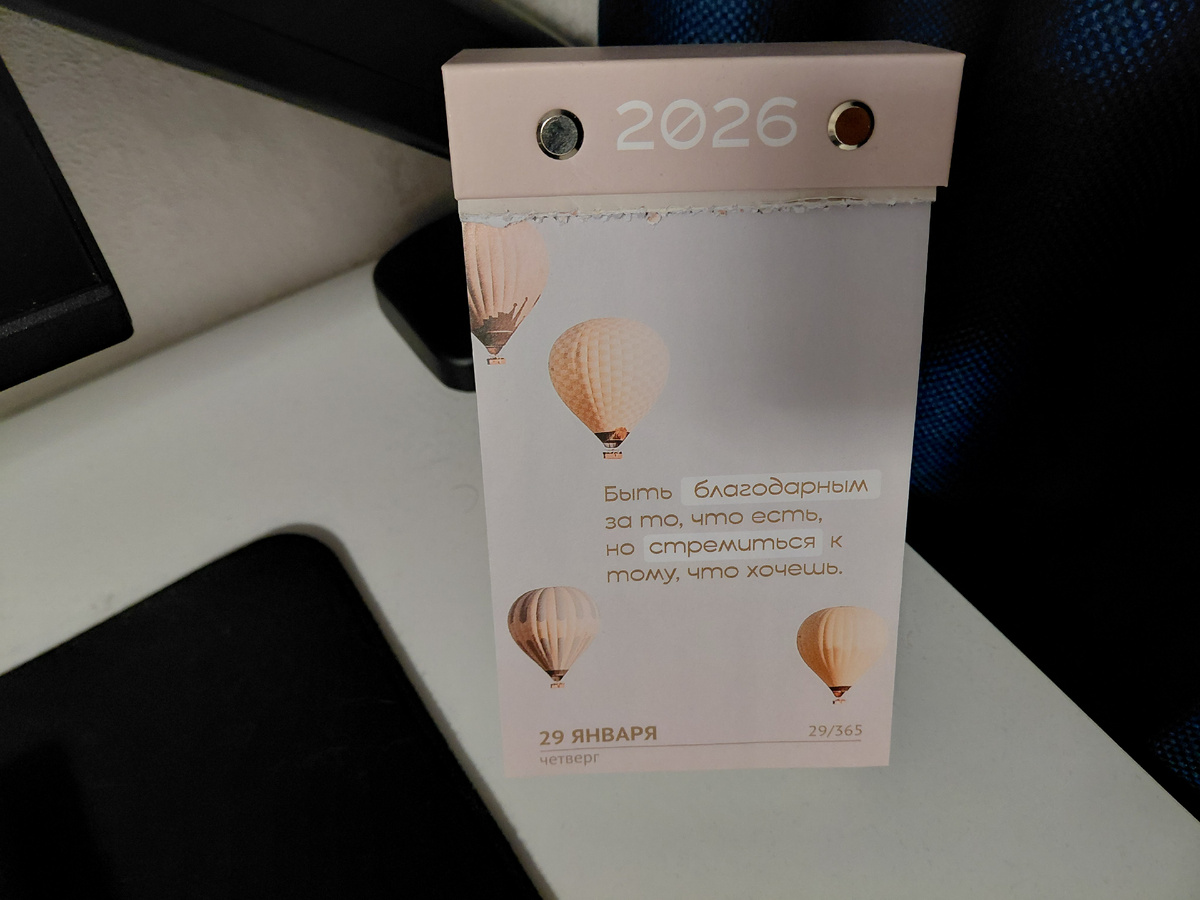 2026
Быть благодарным
за то, что есть,
но стремиться к
тому, что хочешь.
29 ЯНВАРЯ 29/365
четверг